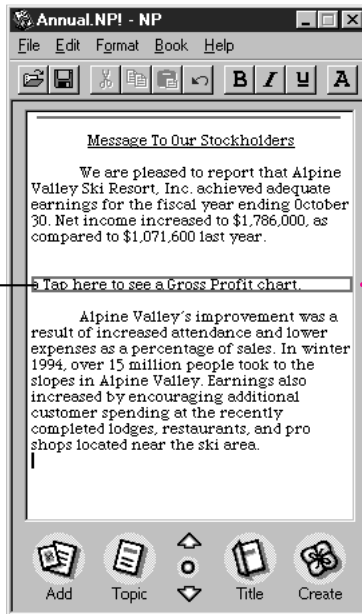 Annual.NP! - NP
File Edit Format Book Help
B I U A
Message To Our Stockholders
We are pleased to report that Alpine
Valley Ski Resort, Inc. achieved adequate
earnings for the fiscal year ending October
30. Net income increased to $1,786,000, as
compared to $1,071,600 last year.
Tap here to see a Gross Profit chart.
Alpine Valley's improvement was a
result of increased attendance and lower
expenses as a percentage of sales. In winter
1994, over 15 million people took to the
slopes in Alpine Valley. Earnings also
increased by encouraging additional
customer spending at the recently
completed lodges, restaurants, and pro
shops located near the ski area.
Add Topic Title Create